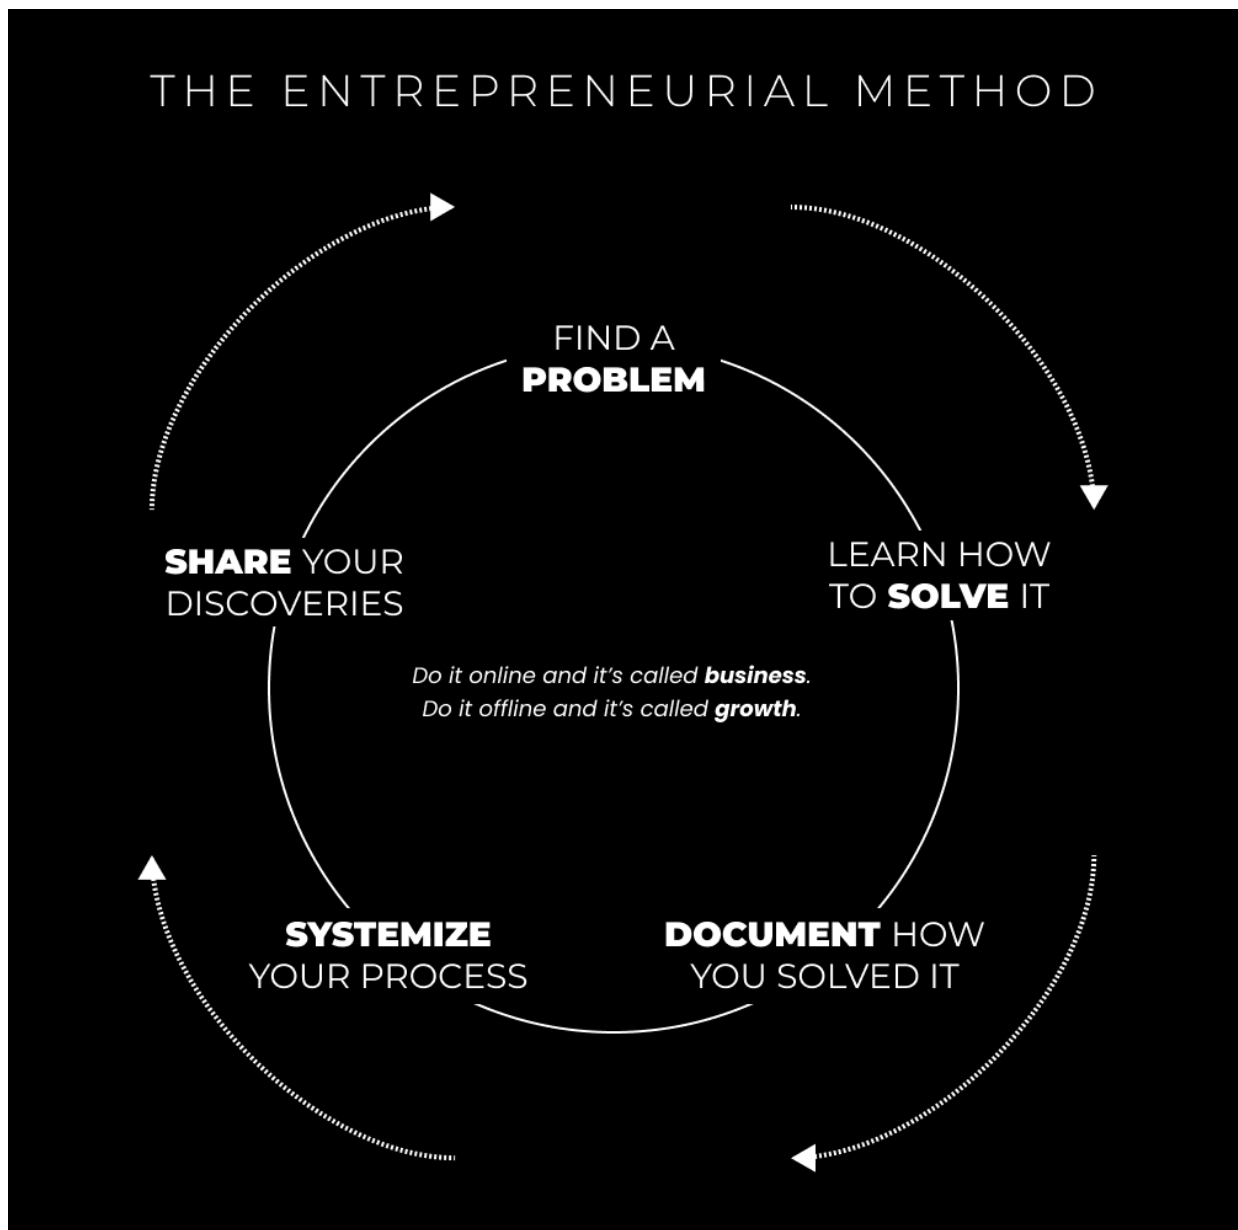 THE ENTREPRENEURIAL METHOD
FIND A
PROBLEM
LEARN HOW
TO SOLVE IT
DOCUMENT HOW
YOU SOLVED IT
SYSTEMIZE
YOUR PROCESS
SHARE YOUR
DISCOVERIES
Do it online and it’s called business.
Do it offline and it’s called growth.